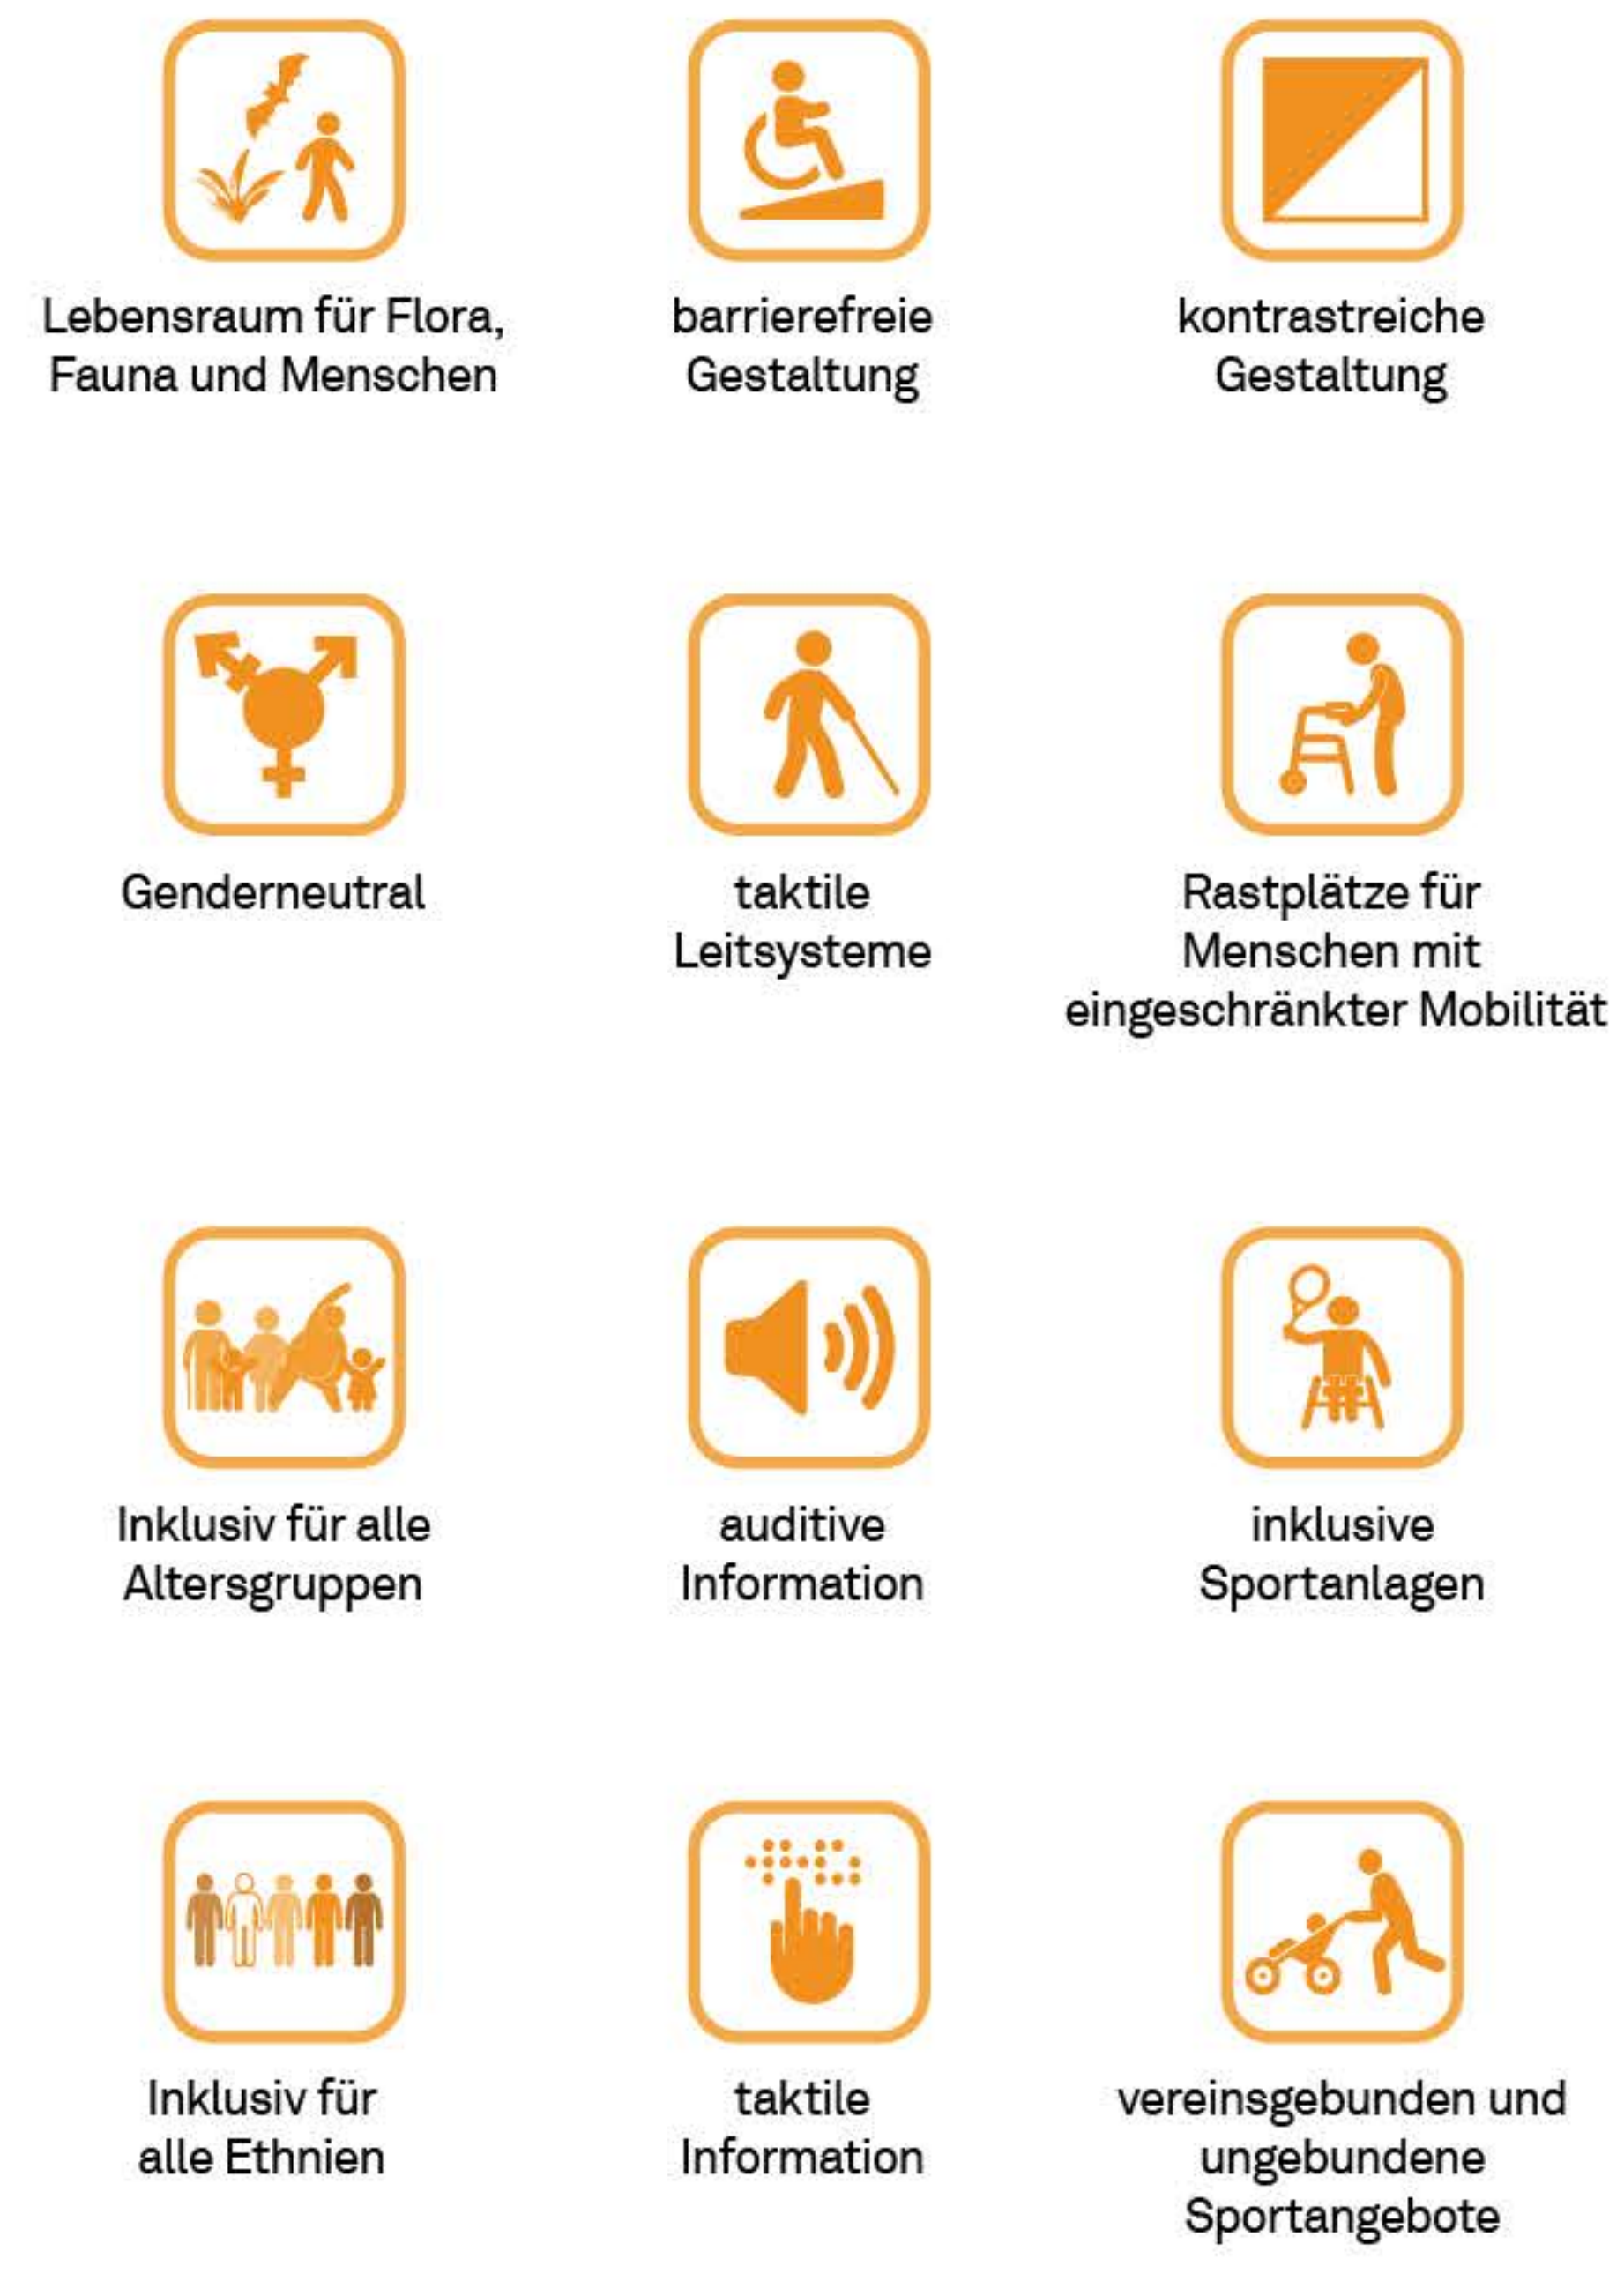 Lebensraum für Flora,
Fauna und Menschen
barrierefreie
Gestaltung
kontrastreiche
Gestaltung
Genderneutral
taktile
Leitsysteme
Rastplätze für
Menschen mit
eingeschränkter Mobilität
Inklusiv für alle
Altersgruppen
auditive
Information
inklusive
Sportanlagen
Inklusiv für
alle Ethnien
taktile
Information
vereinsgebunden und
ungebundene
Sportangebote